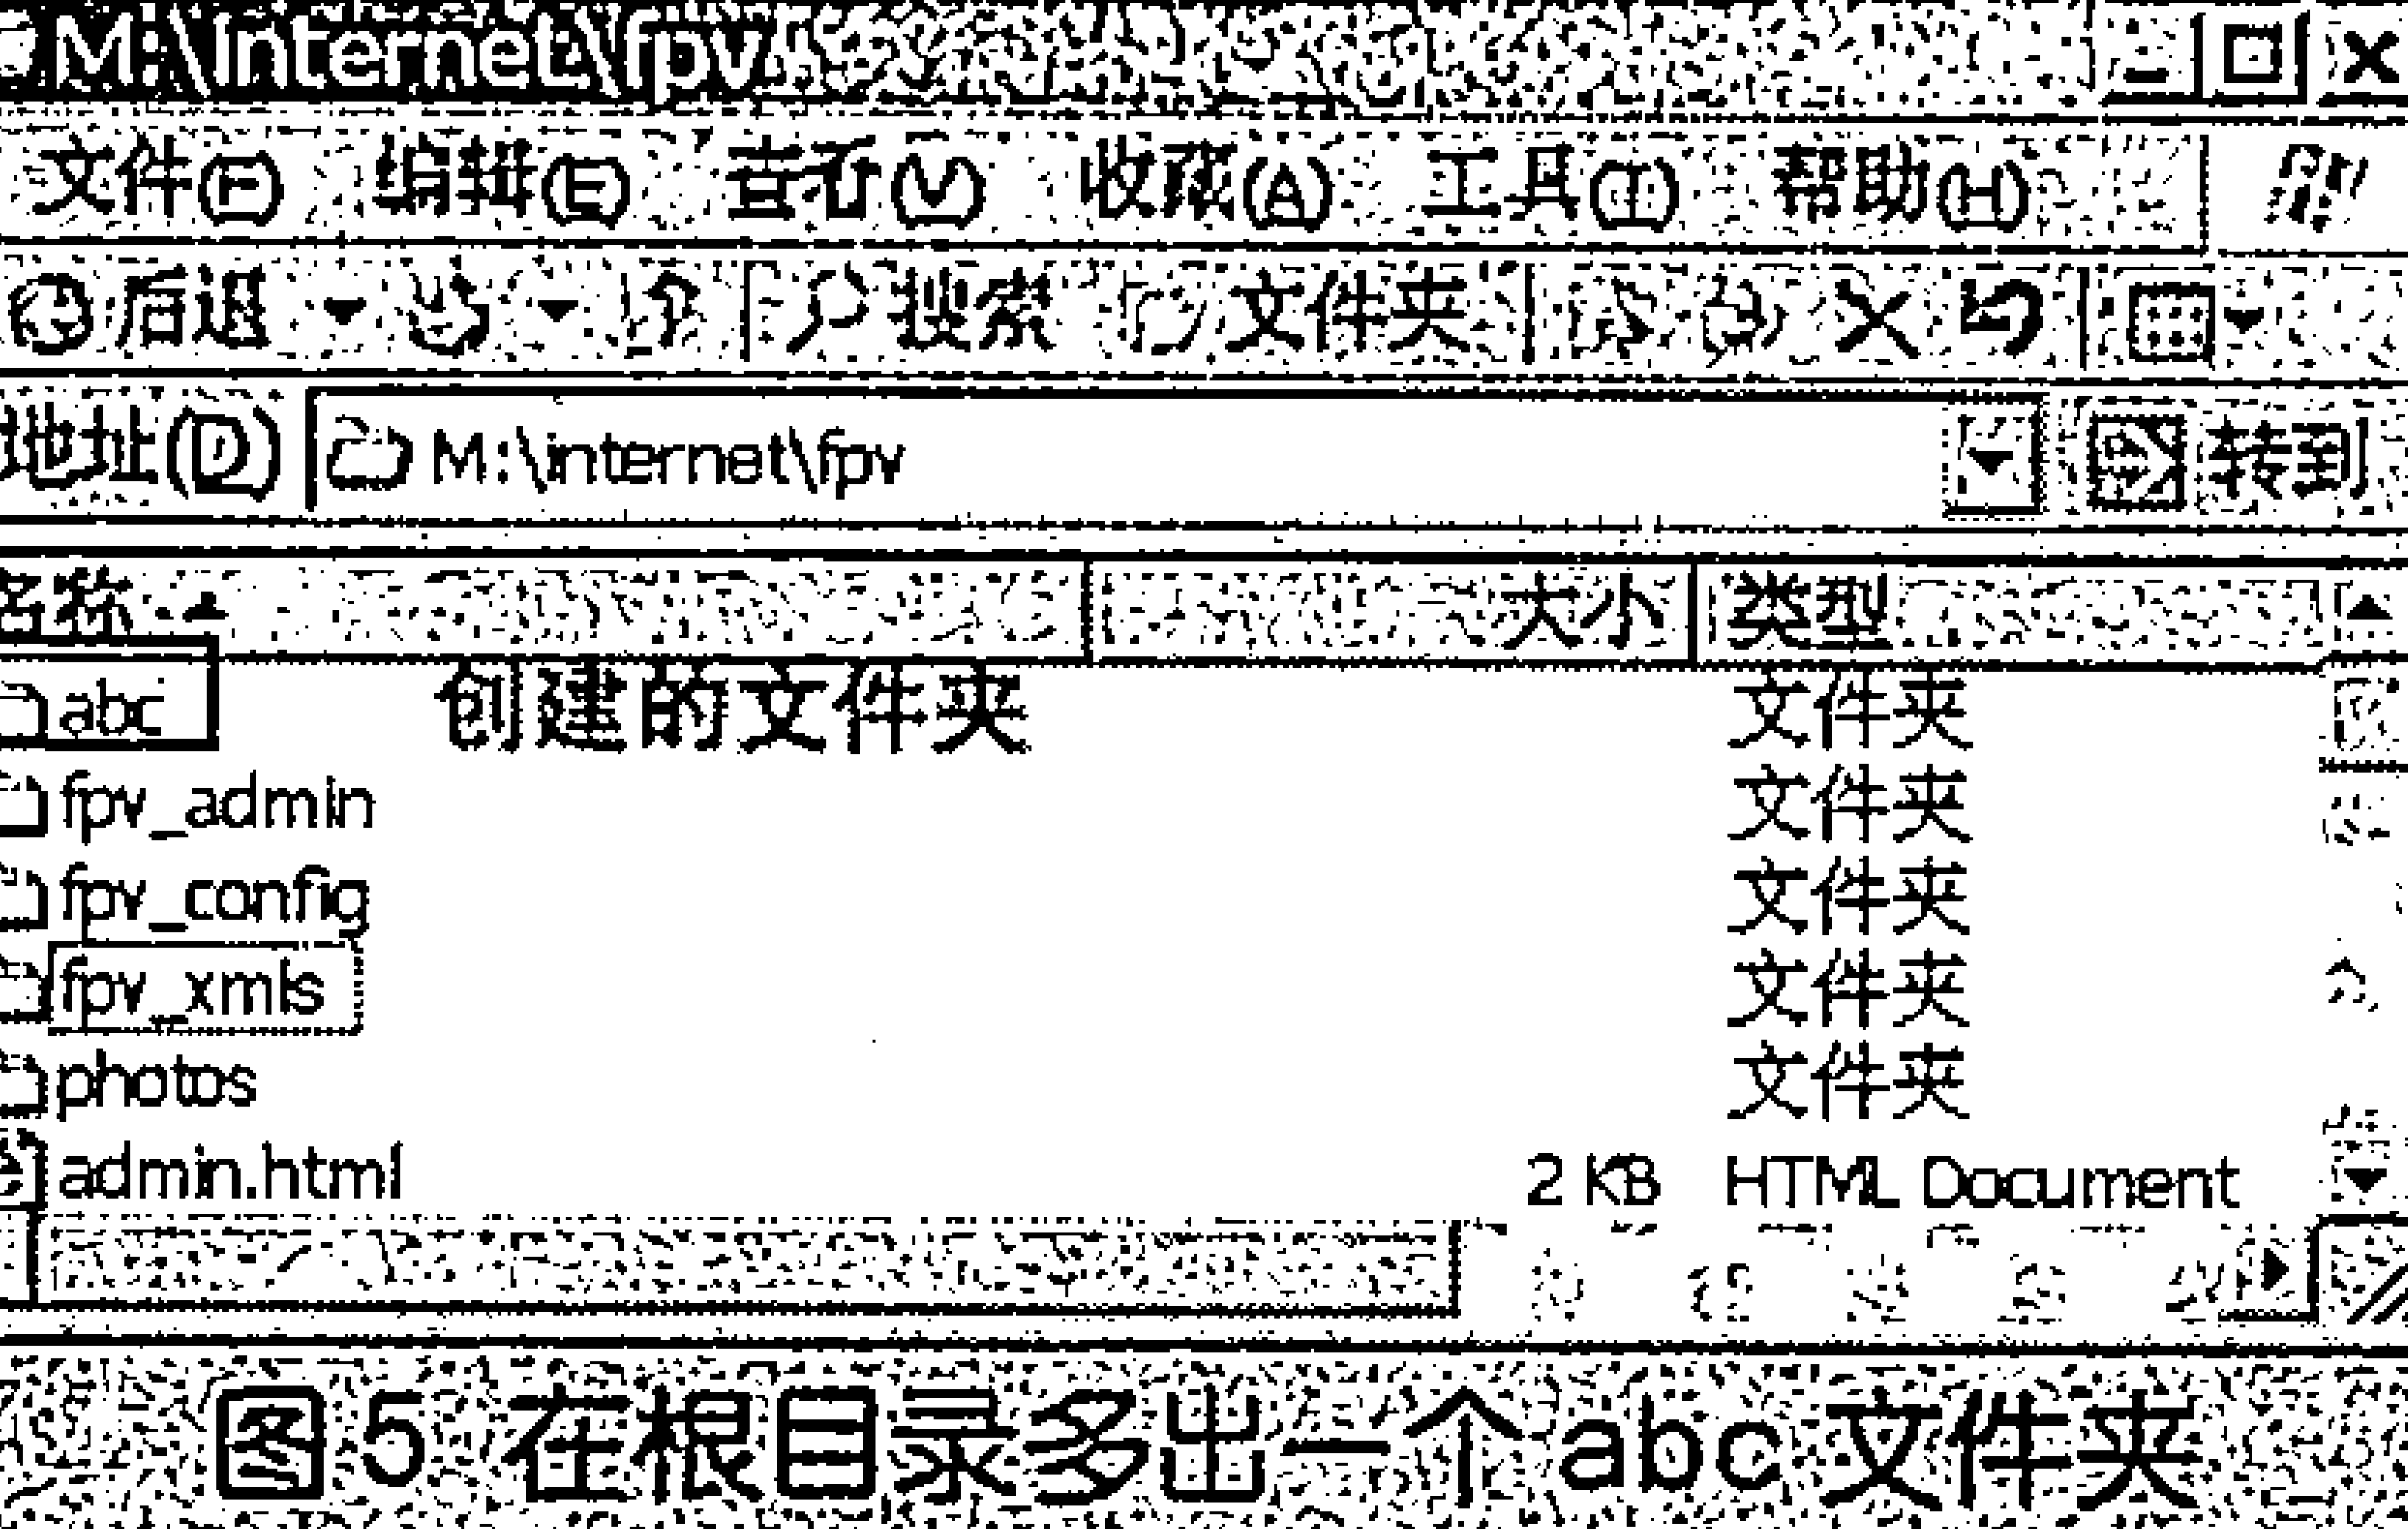 M:\internet\fpv
文件(F) 编辑(E) 查看(V) 收藏(A) 工具(T) 帮助(H)
后退 搜索 文件夹
地址(D) M:\internet\fpv 转到
名称 大小 类型
abc 创建的文件夹 文件夹
fpv_admin 文件夹
fpv_config 文件夹
fpv_xmls 文件夹
photos 文件夹
admin.html 2 KB HTML Document
图 5 在根目录多出一个 abc 文件夹